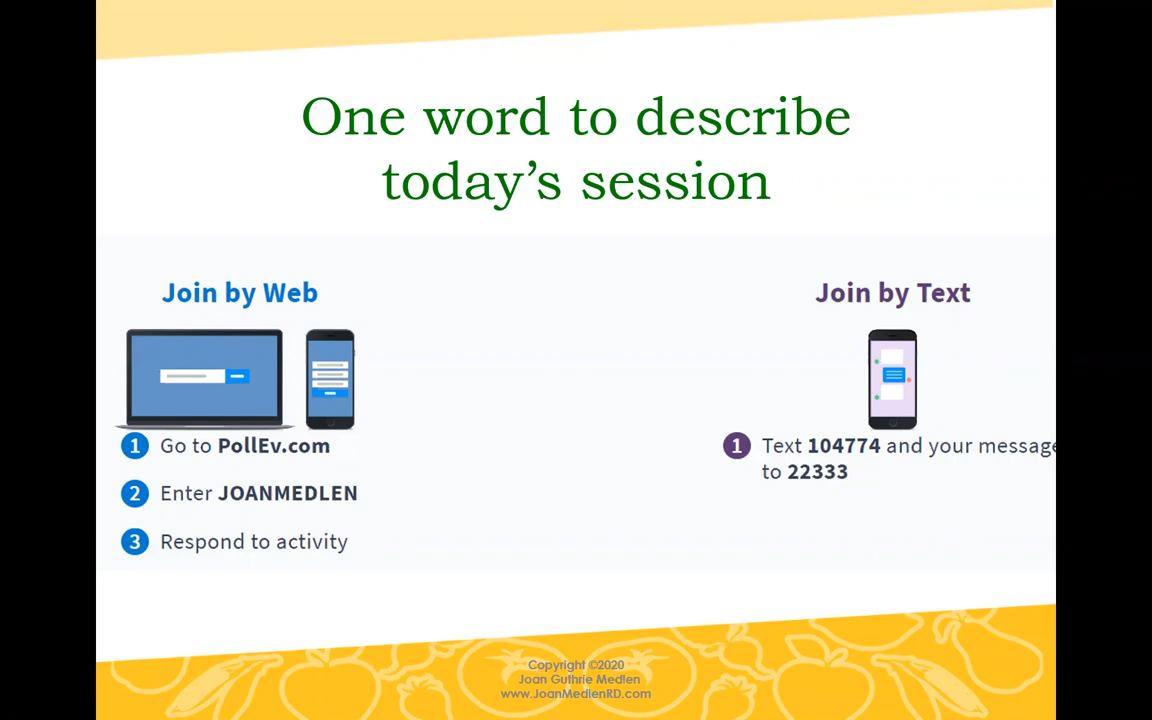 One word to describe
today’s session
Join by Web
1 Go to PollEv.com
2 Enter JOANMEDLEN
3 Respond to activity
Join by Text
1 Text 104774 and your message
to 22333
Copyright ©2020
Joan Guthrie Medlen
www.JoanMedlenRD.com